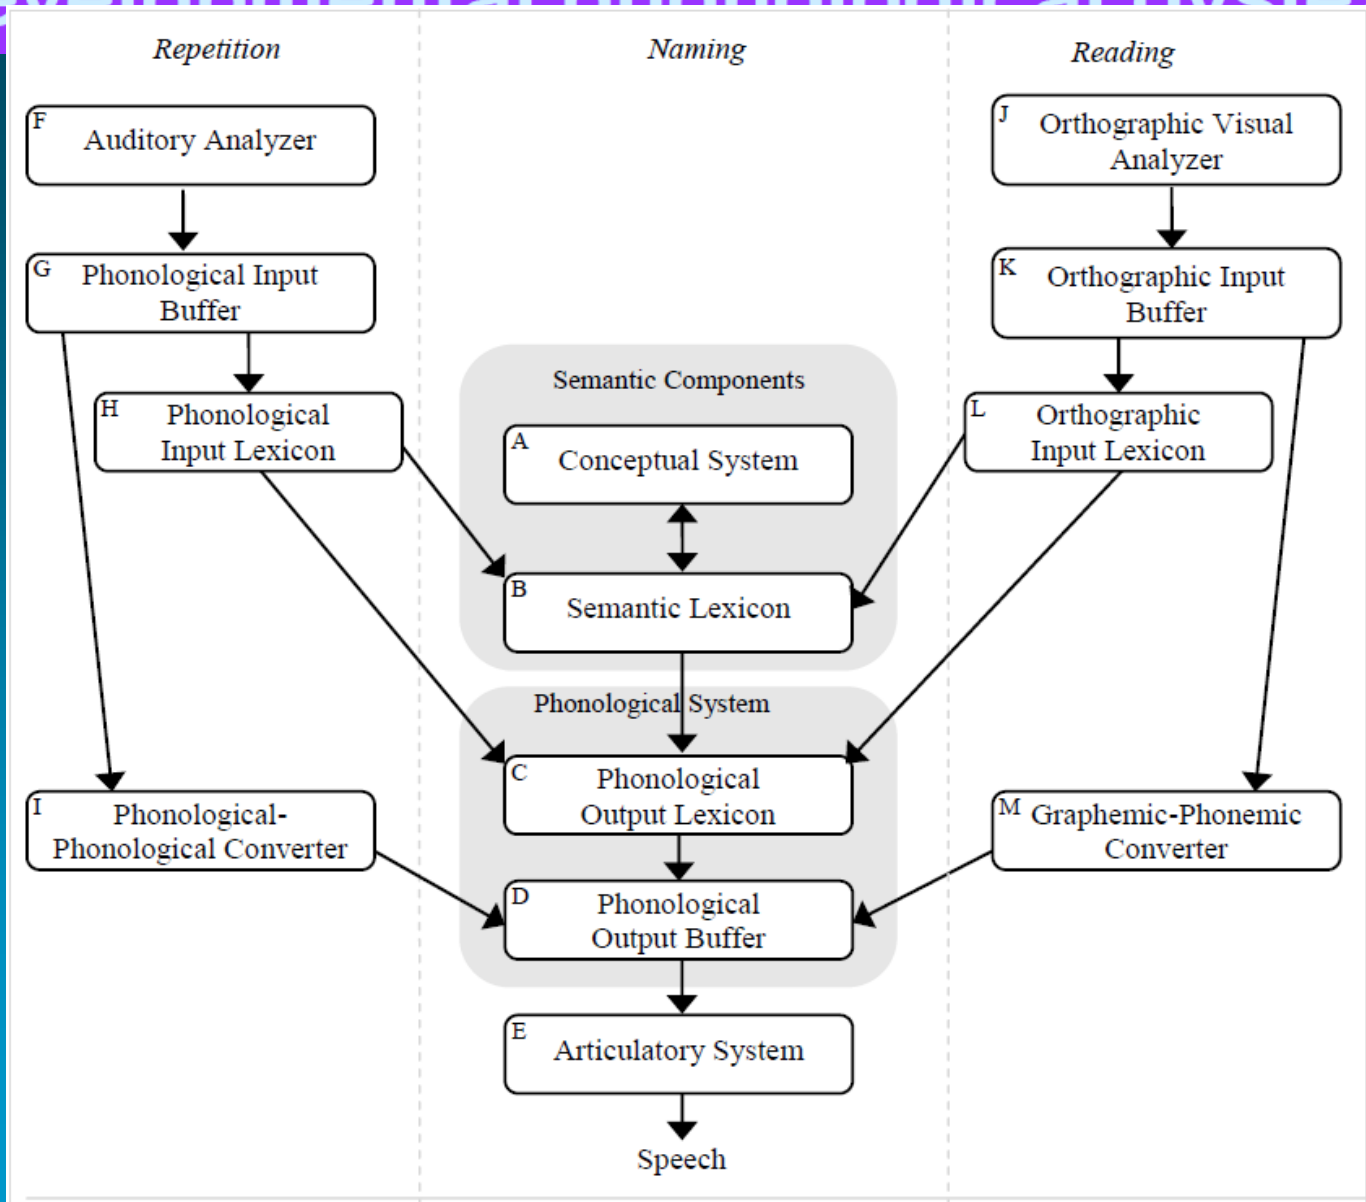 Repetition
Naming
Reading
F
Auditory Analyzer
J
Orthographic Visual
Analyzer
G
Phonological Input
Buffer
K
Orthographic Input
Buffer
Semantic Components
H
Phonological
Input Lexicon
A
Conceptual System
L
Orthographic
Input Lexicon
B
Semantic Lexicon
Phonological System
C
Phonological
Output Lexicon
I
Phonological-
Phonological Converter
M
Graphemic-Phonemic
Converter
D
Phonological
Output Buffer
E
Articulatory System
Speech